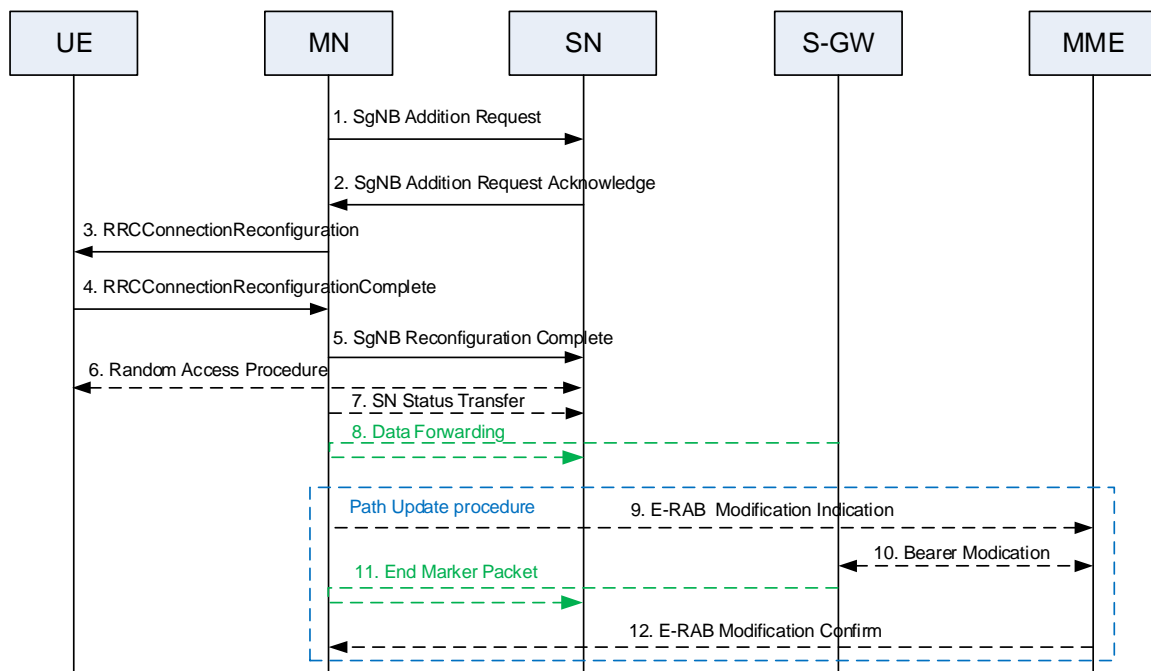 UE
MN
SN
S-GW
MME
1. SgNB Addition Request
2. SgNB Addition Request Acknowledge
3. RRCConnectionReconfiguration
4. RRCConnectionReconfigurationComplete
5. SgNB Reconfiguration Complete
6. Random Access Procedure
7. SN Status Transfer
8. Data Forwarding
Path Update procedure
9. E-RAB Modification Indication
10. Bearer Modication
11. End Marker Packet
12. E-RAB Modification Confirm